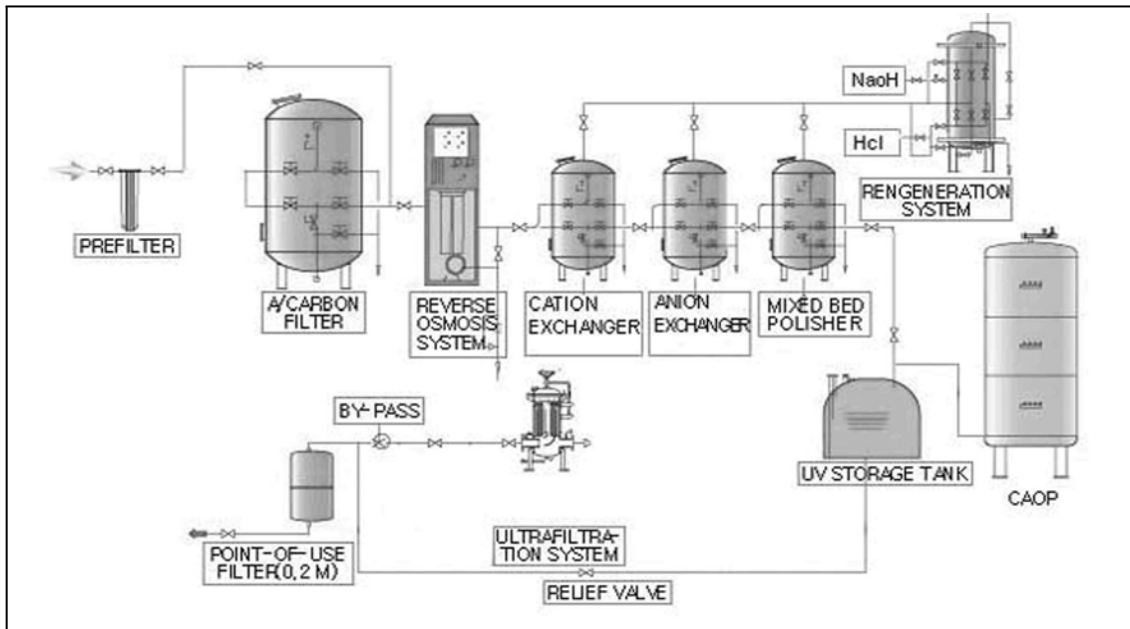 NaoH
HcI
RENGENERATION
SYSTEM
PREFILTER
A/CARBON
FILTER
REVERSE
OSMOSIS
SYSTEM
CATION
EXCHANGER
ANION
EXCHANGER
MIXED BED
POLISHER
BY-PASS
UV STORAGE TANK
CAOP
POINT-OF-USE
FILTER(0,2 M)
ULTRAFILTRA-
TION SYSTEM
RELIEF VALVE